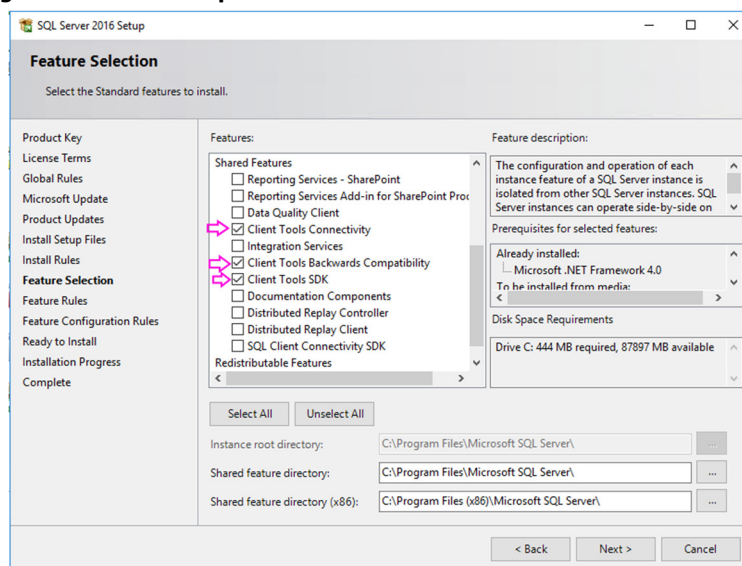 SQL Server 2016 Setup
Feature Selection
Select the Standard features to install.
Product Key
License Terms
Global Rules
Microsoft Update
Product Updates
Install Setup Files
Install Rules
Feature Selection
Feature Rules
Feature Configuration Rules
Ready to Install
Installation Progress
Complete
Features:
Shared Features
Reporting Services - SharePoint
Reporting Services Add-in for SharePoint Proc
Data Quality Client
Client Tools Connectivity
Integration Services
Client Tools Backwards Compatibility
Client Tools SDK
Documentation Components
Distributed Replay Controller
Distributed Replay Client
SQL Client Connectivity SDK
Redistributable Features
Feature description:
The configuration and operation of each
instance feature of a SQL Server instance is
isolated from other SQL Server instances. SQL
Server instances can operate side-by-side on
Prerequisites for selected features:
Already installed:
Microsoft .NET Framework 4.0
To be installed from media:
Disk Space Requirements
Drive C: 444 MB required, 87897 MB available
Select All
Unselect All
Instance root directory:
C:\Program Files\Microsoft SQL Server\
...
Shared feature directory:
C:\Program Files\Microsoft SQL Server\
...
Shared feature directory (x86):
C:\Program Files (x86)\Microsoft SQL Server\
...
< Back
Next >
Cancel